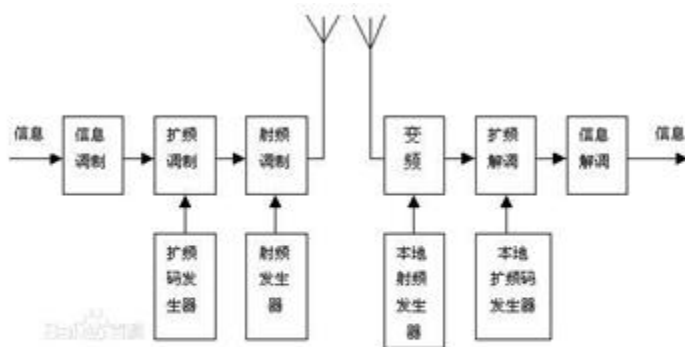 信息
信息
调制
扩频
调制
射频
调制
变
频
扩频
解调
信息
解调
信息
扩频
码发
生器
射频
发生
器
本地
射频
发生
器
本地
扩频码
发生器